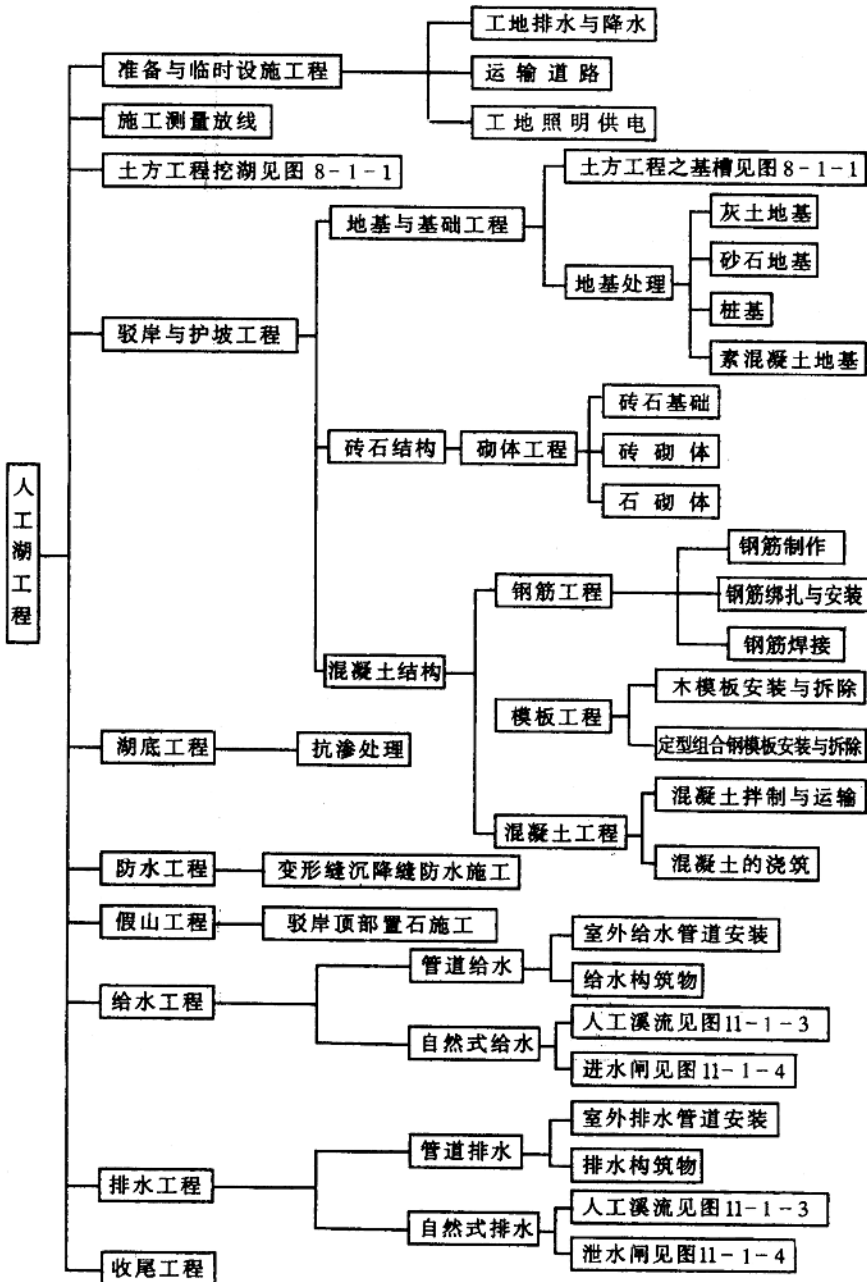 人工湖工程
准备与临时设施工程
工地排水与降水
运输道路
工地照明供电
施工测量放线
土方工程挖湖见图 8-1-1
驳岸与护坡工程
地基与基础工程
土方工程之基槽见图 8-1-1
地基处理
灰土地基
砂石地基
桩基
素混凝土地基
砖石结构
砌体工程
砖石基础
砖砌体
石砌体
混凝土结构
钢筋工程
钢筋制作
钢筋绑扎与安装
钢筋焊接
模板工程
木模板安装与拆除
定型组合钢模板安装与拆除
混凝土工程
混凝土拌制与运输
混凝土的浇筑
湖底工程
抗渗处理
防水工程
变形缝沉降缝防水施工
假山工程
驳岸顶部置石施工
给水工程
管道给水
室外给水管道安装
给水构筑物
自然式给水
人工溪流见图 11-1-3
进水闸见图 11-1-4
排水工程
管道排水
室外排水管道安装
排水构筑物
自然式排水
人工溪流见图 11-1-3
泄水闸见图 11-1-4
收尾工程